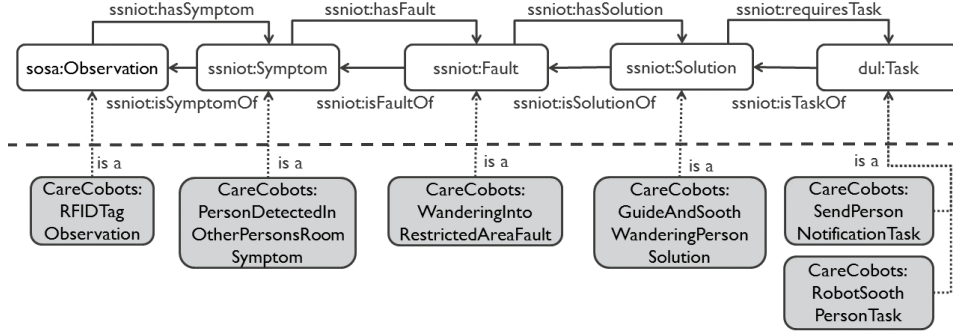 ssniot:hasSymptom
ssniot:hasFault
ssniot:hasSolution
ssniot:requiresTask
sosa:Observation
ssniot:Symptom
ssniot:Fault
ssniot:Solution
dul:Task
ssniot:isSymptomOf
ssniot:isFaultOf
ssniot:isSolutionOf
ssniot:isTaskOf
is a
is a
is a
is a
is a
CareCobots:
RFIDTag
Observation
CareCobots:
PersonDetectedIn
OtherPersonsRoom
Symptom
CareCobots:
WanderingInto
RestrictedAreaFault
CareCobots:
GuideAndSooth
WanderingPerson
Solution
CareCobots:
SendPerson
NotificationTask
CareCobots:
RobotSooth
PersonTask